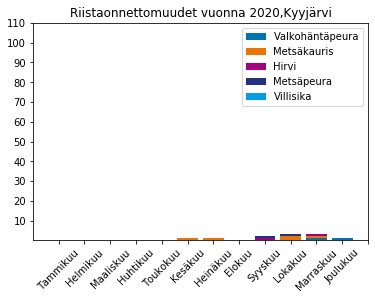 Riistaonnettomuudet vuonna 2020,Kyyjärvi
110
100
90
80
70
60
50
40
30
20
10
Valkohäntäpeura
Metsäkauris
Hirvi
Metsäpeura
Villisika
Tammikuu
Helmikuu
Maaliskuu
Huhtikuu
Toukokuu
Kesäkuu
Heinäkuu
Elokuu
Syyskuu
Lokakuu
Marraskuu
Joulukuu